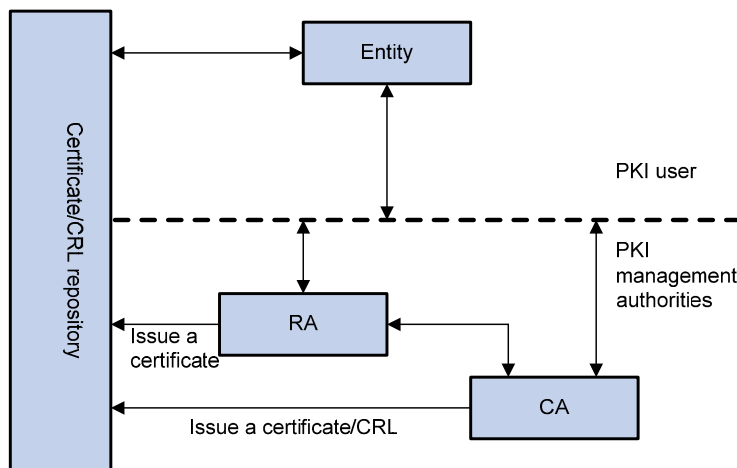 Entity
Certificate/CRL repository
PKI user
PKI
management
authorities
RA
Issue a
certificate
CA
Issue a certificate/CRL